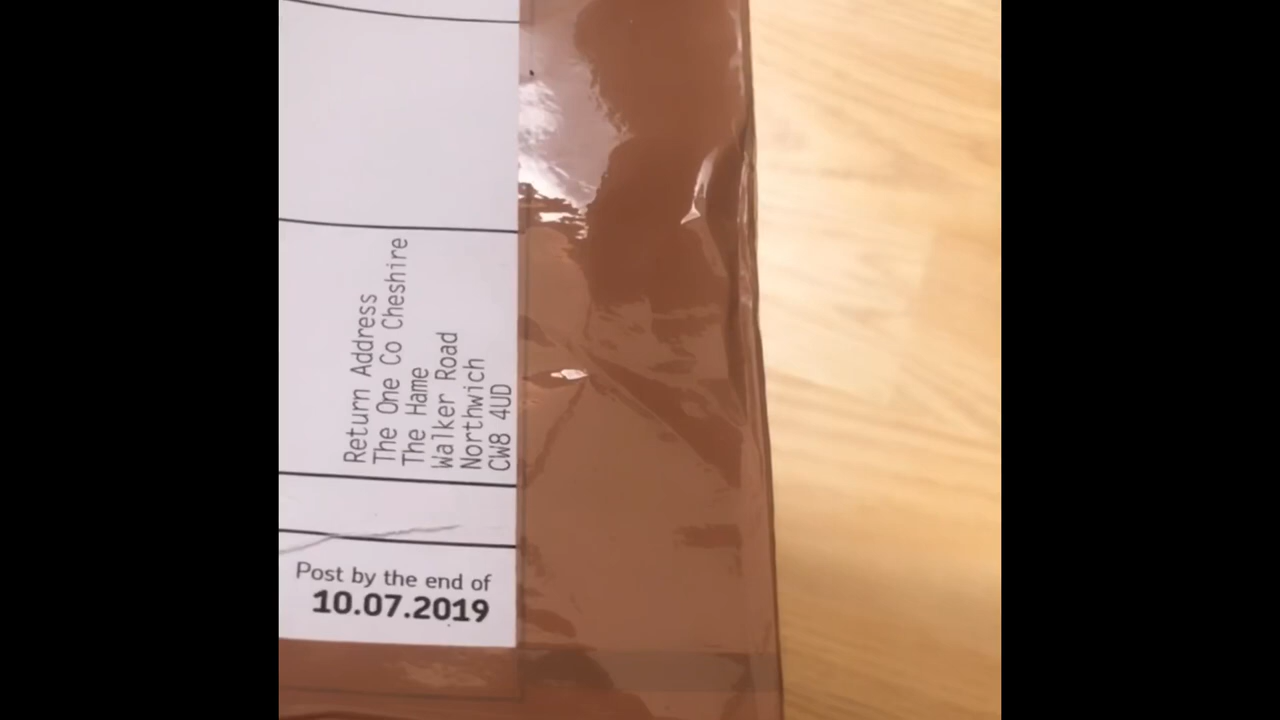 Return Address
The One Co Cheshire
The Hame
Walker Road
Northwich
CW8 4UD
Post by the end of
10.07.2019